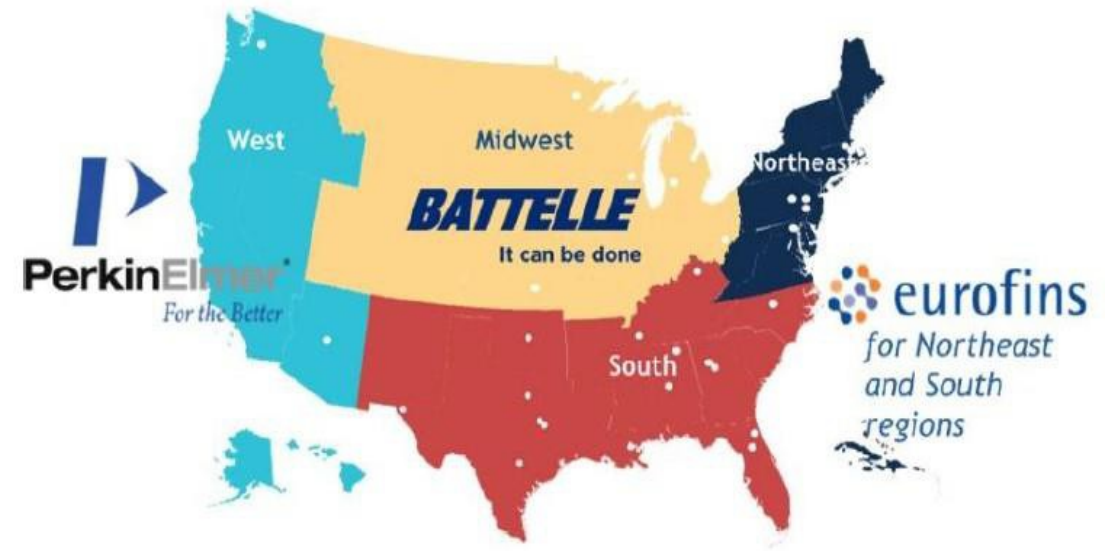 West
Midwest
Northeast
BATTELLE
It can be done
PerkinElmer
For the Better
eurofins
for Northeast
and South
regions
South